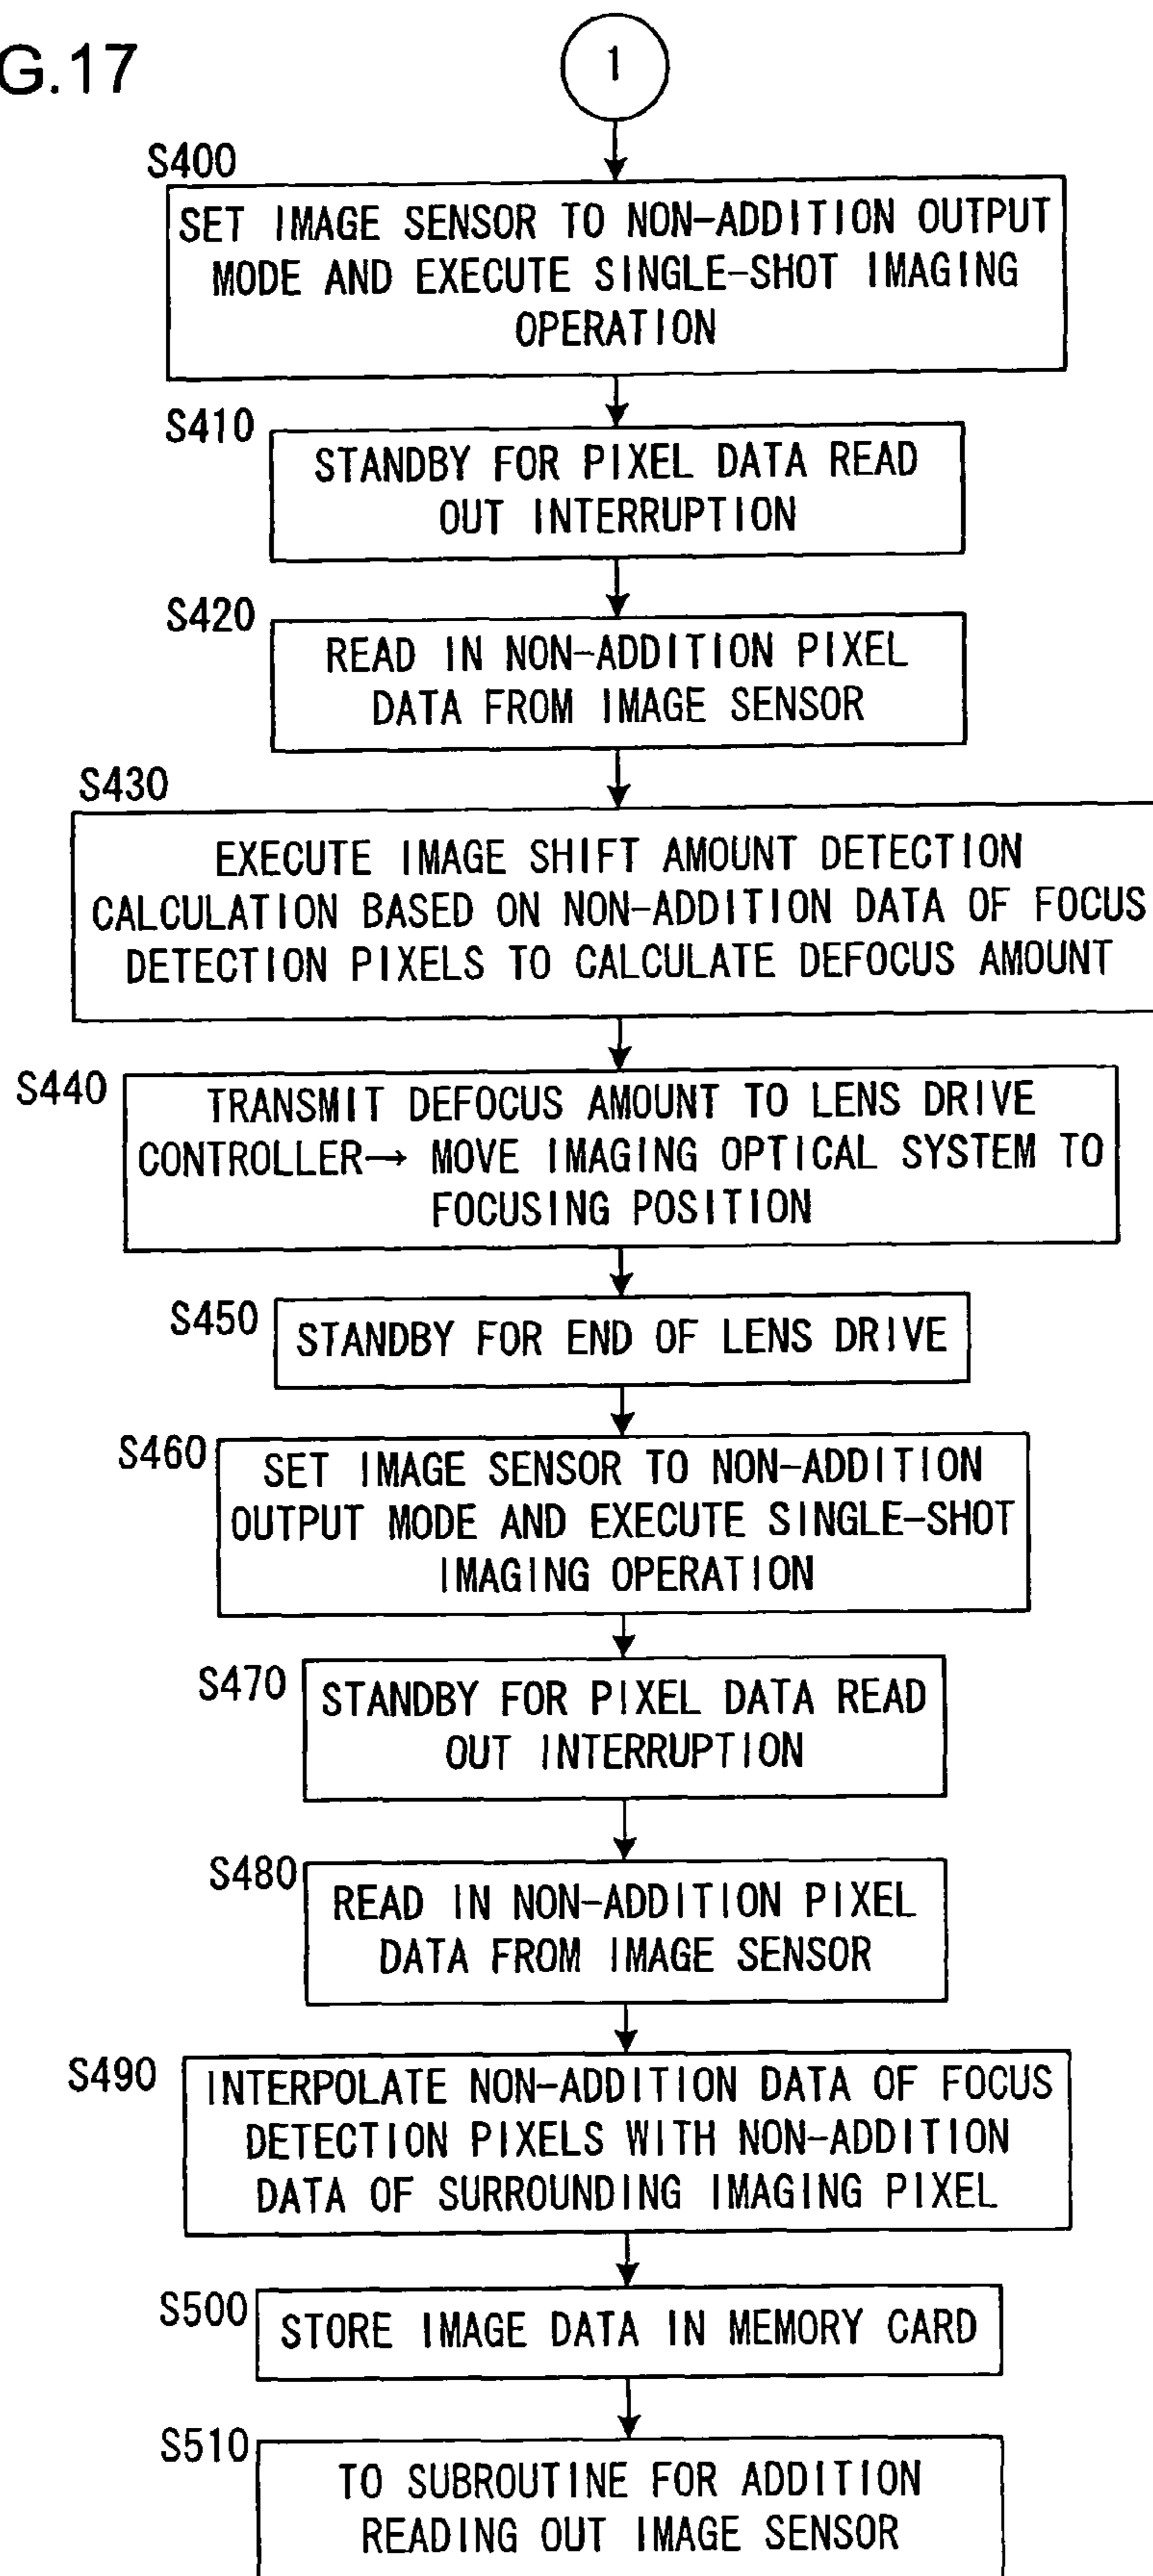 G.17
1
S400
SET IMAGE SENSOR TO NON-ADDITION OUTPUT
MODE AND EXECUTE SINGLE-SHOT IMAGING
OPERATION
S410
STANDBY FOR PIXEL DATA READ
OUT INTERRUPTION
S420
READ IN NON-ADDITION PIXEL
DATA FROM IMAGE SENSOR
S430
EXECUTE IMAGE SHIFT AMOUNT DETECTION
CALCULATION BASED ON NON-ADDITION DATA OF FOCUS
DETECTION PIXELS TO CALCULATE DEFOCUS AMOUNT
S440
TRANSMIT DEFOCUS AMOUNT TO LENS DRIVE
CONTROLLER→ MOVE IMAGING OPTICAL SYSTEM TO
FOCUSING POSITION
S450
STANDBY FOR END OF LENS DRIVE
S460
SET IMAGE SENSOR TO NON-ADDITION
OUTPUT MODE AND EXECUTE SINGLE-SHOT
IMAGING OPERATION
S470
STANDBY FOR PIXEL DATA READ
OUT INTERRUPTION
S480
READ IN NON-ADDITION PIXEL
DATA FROM IMAGE SENSOR
S490
INTERPOLATE NON-ADDITION DATA OF FOCUS
DETECTION PIXELS WITH NON-ADDITION
DATA OF SURROUNDING IMAGING PIXEL
S500
STORE IMAGE DATA IN MEMORY CARD
S510
TO SUBROUTINE FOR ADDITION
READING OUT IMAGE SENSOR